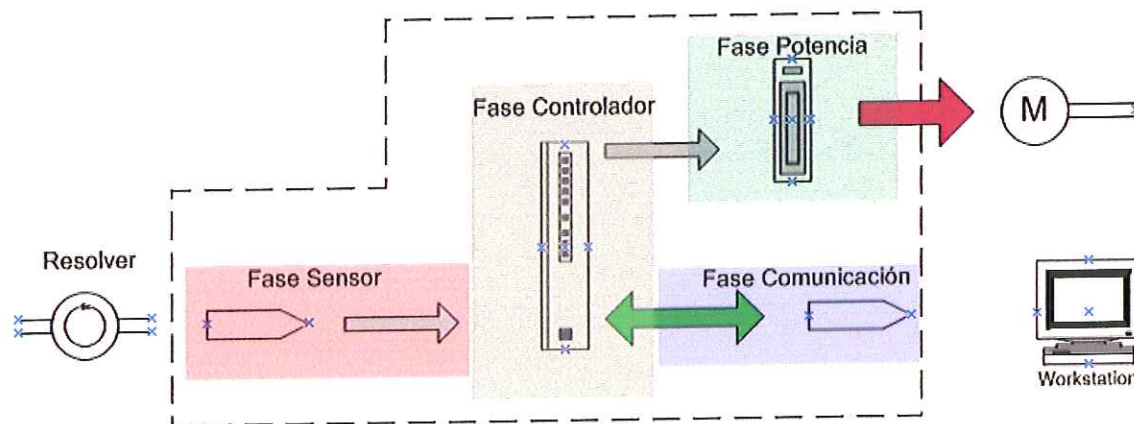 Fase Potencia
Fase Controlador
M
Resolver
Fase Sensor
Fase Comunicación
Workstation